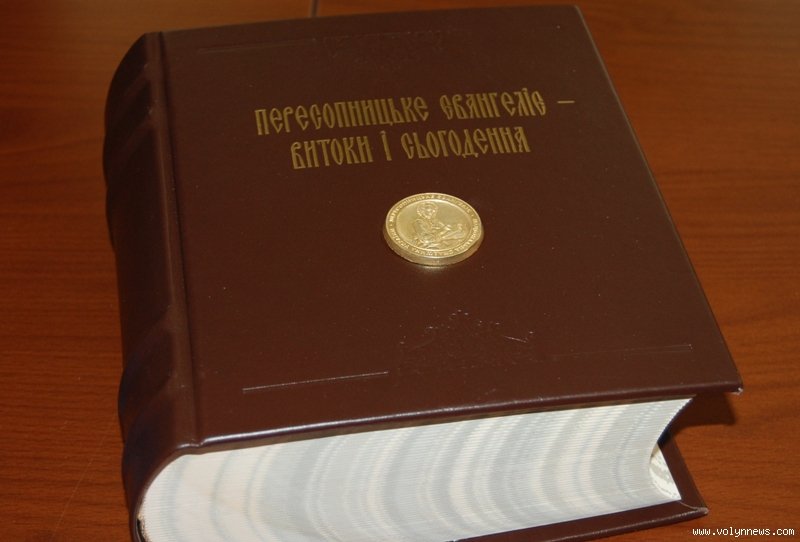 ПЕРЕСОПНИЦЬКЕ ЄВАНГЕЛІЄ –
ВИТОКИ І СЬОГОДЕННЯ
www.volynnews.com